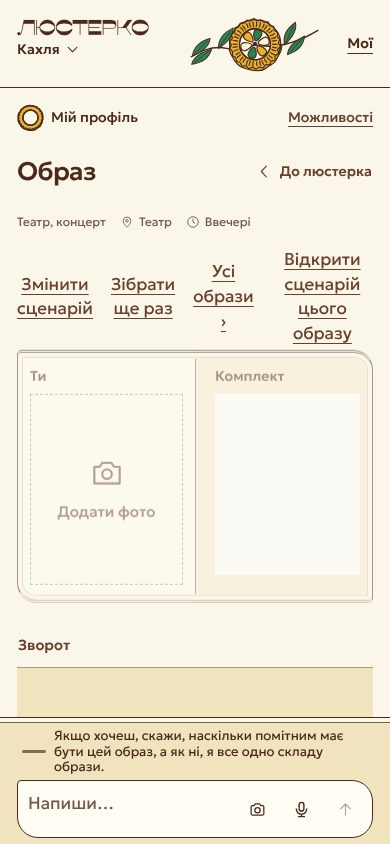 ЛЮСТЕРКО
Кахля
Мої
Мій профіль
Можливості
Образ
До люстерка
Театр, концерт
Театр
Ввечері
Змінити
сценарій
Зібрати
ще раз
Усі
образи
›
Відкрити
сценарій
цього
образу
Ти
Комплект
Додати фото
Зворот
Якщо хочеш, скажи, наскільки помітним має
бути цей образ, а як ні, я все одно складу
образи.
Напиши…